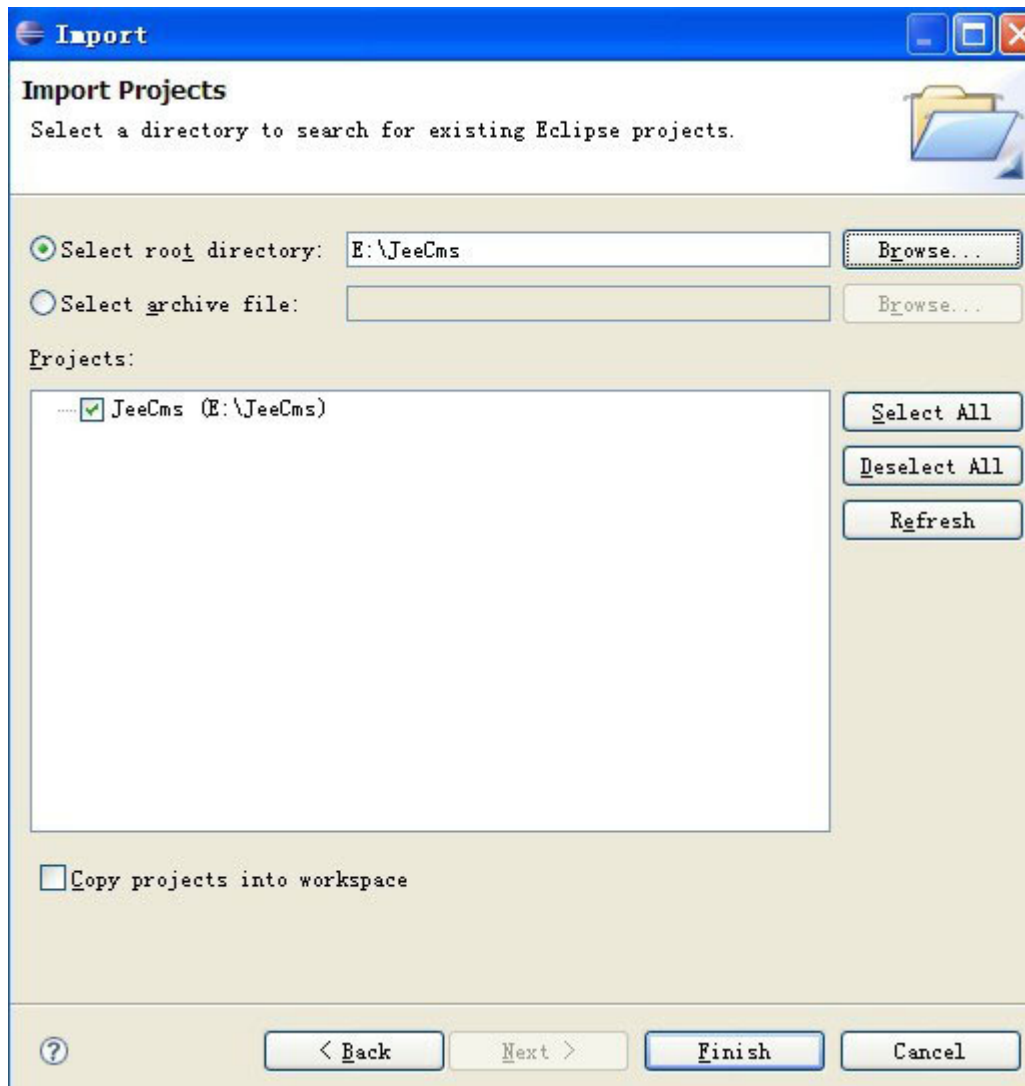 Import
Import Projects
Select a directory to search for existing Eclipse projects.
Select root directory: E:\JeeCms Browse...
Select archive file: Browse...
Projects:
JeeCms (E:\JeeCms)
Select All
Deselect All
Refresh
Copy projects into workspace
? < Back Next > Finish Cancel